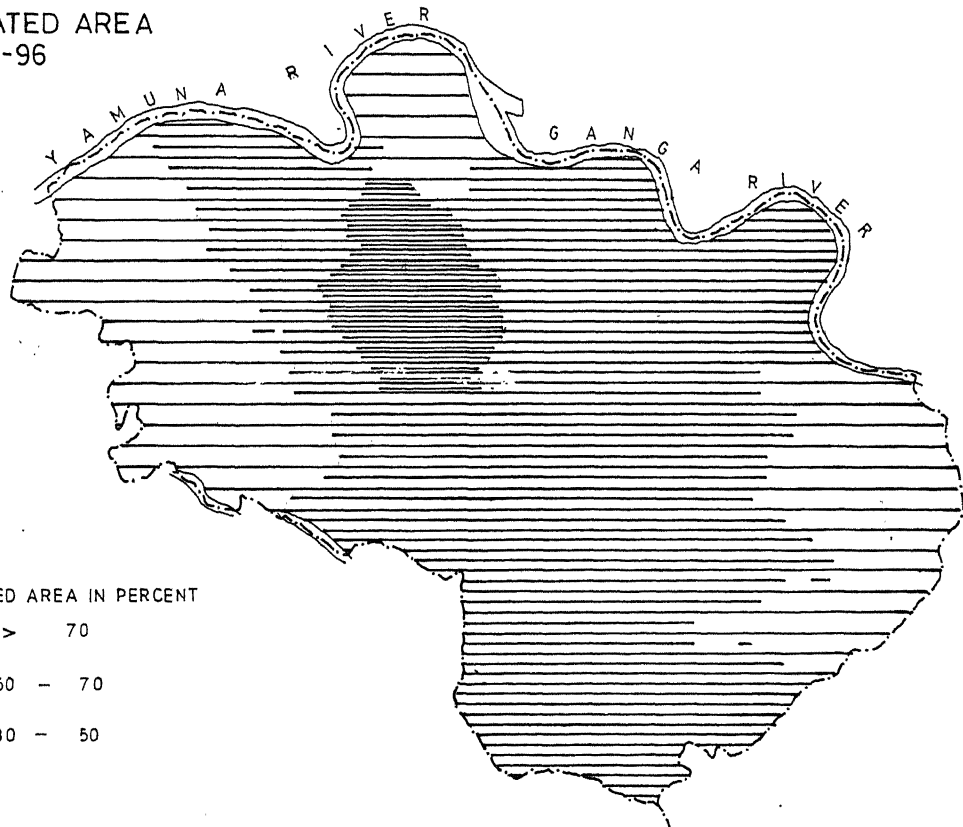 ATED AREA
-96
YAMUNA RIVER
GANGA RIVER
ED AREA IN PERCENT
> 70
50 - 70
30 - 50